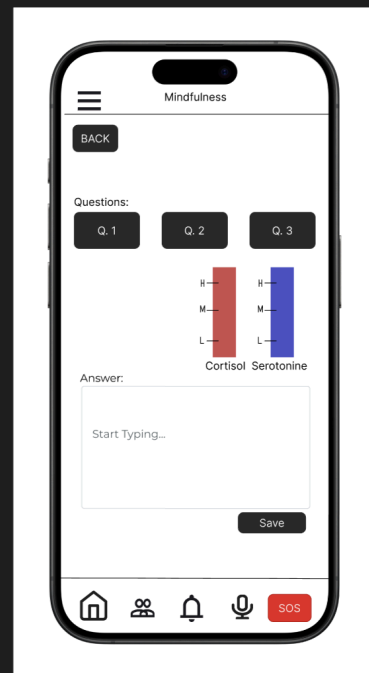 Mindfulness
BACK
Questions:
Q. 1 Q. 2 Q. 3
H H
M M
L L
Cortisol Serotonine
Answer:
Start Typing...
Save
SOS